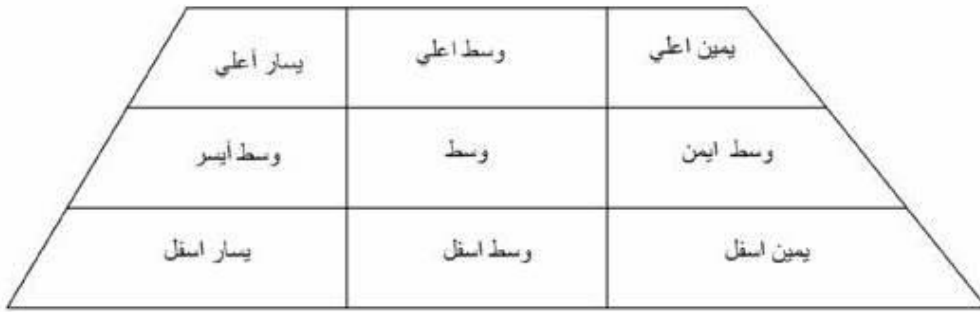 يمين اعلي
وسط اعلي
يسار أعلي
وسط ايمن
وسط
وسط أيسر
يمين اسفل
وسط اسفل
يسار اسفل